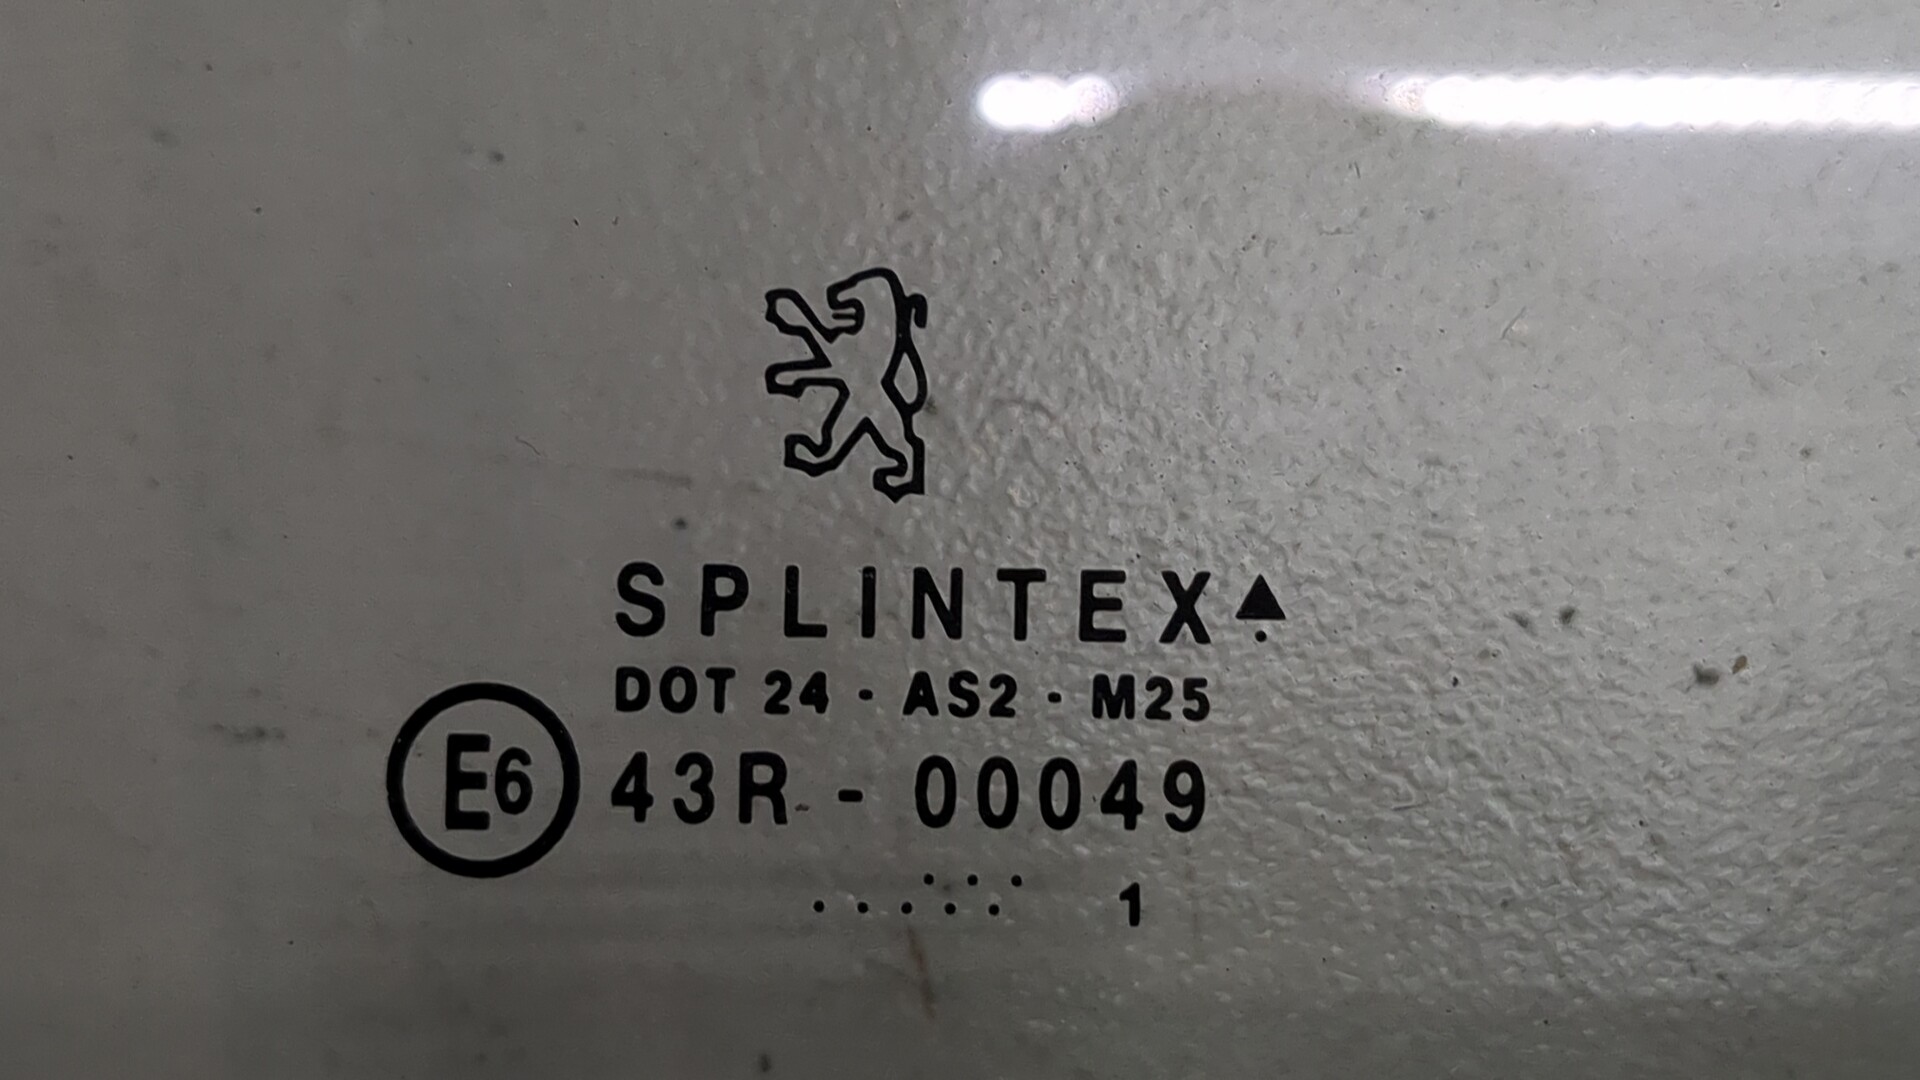 SPLINTEX
DOT 24 - AS2 - M25
E6 43R - 00049
1